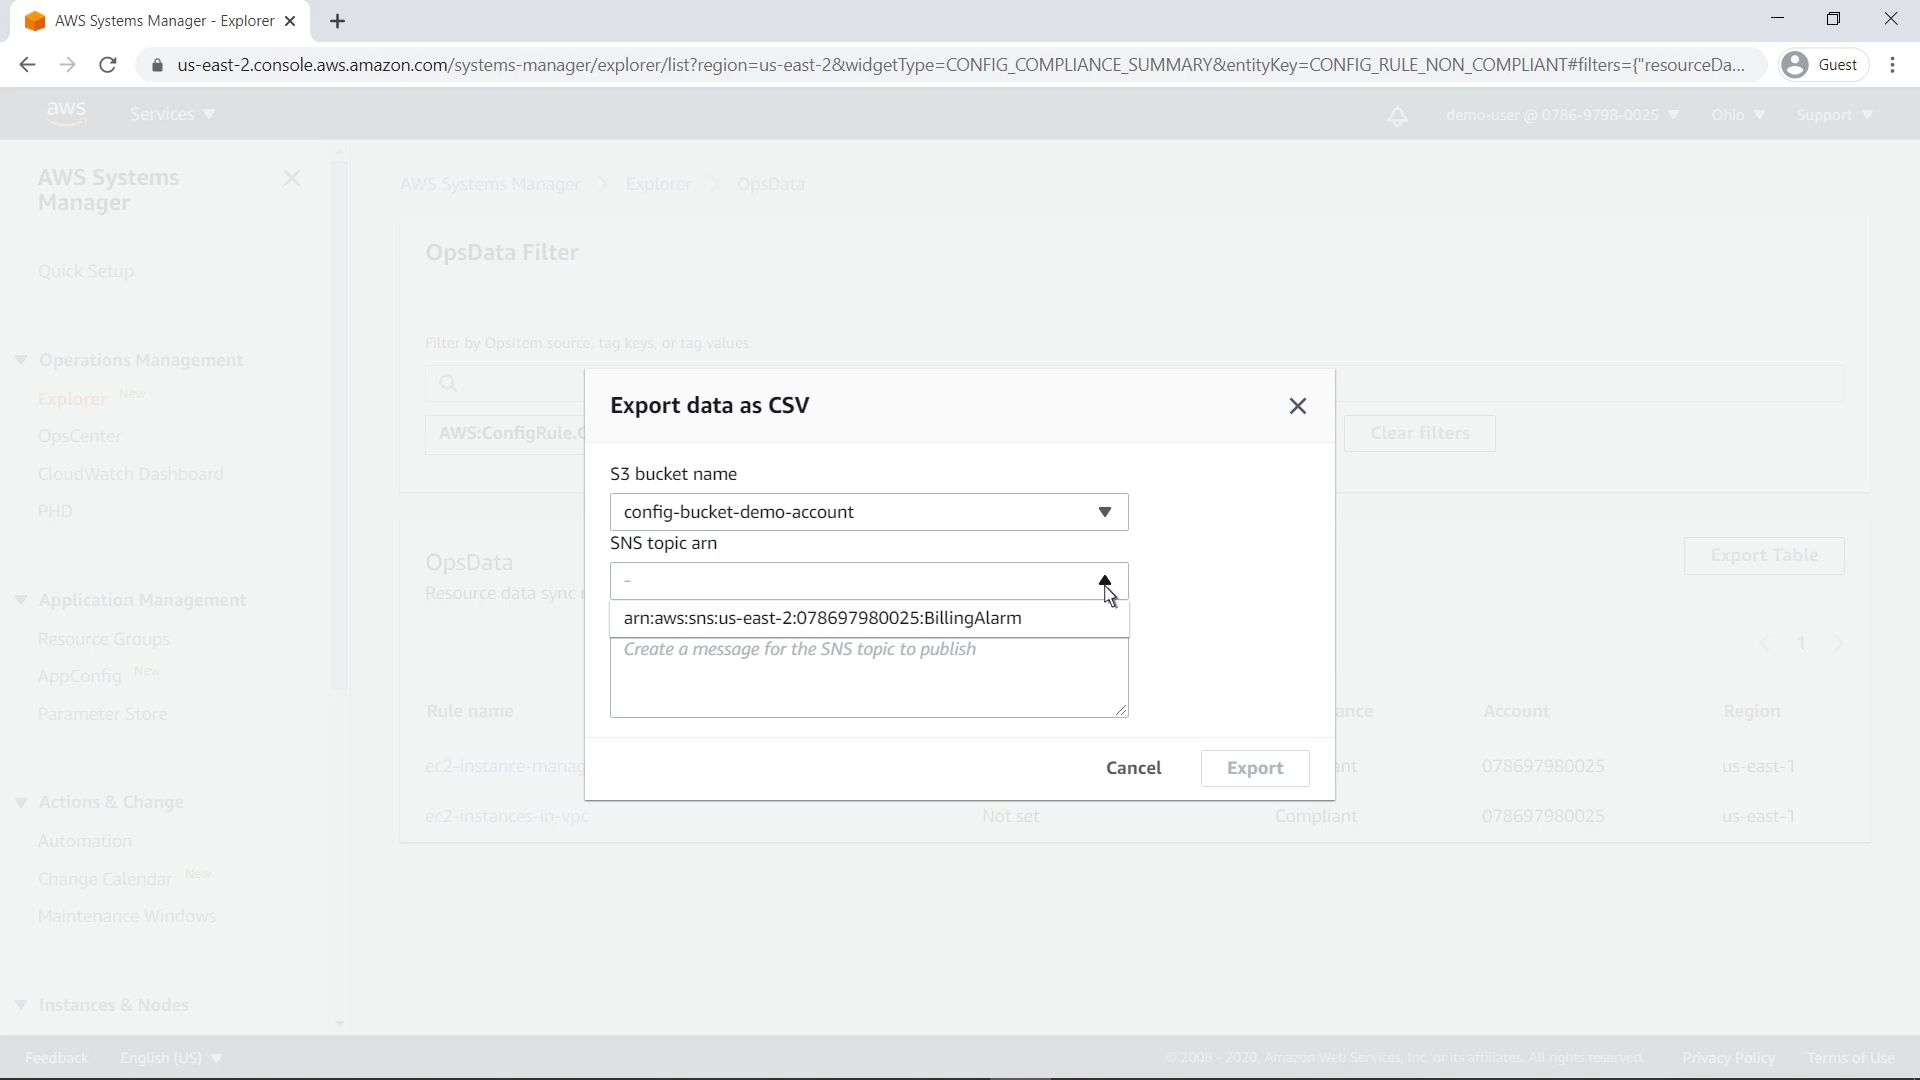 AWS Systems Manager - Explorer
us-east-2.console.aws.amazon.com/systems-manager/explorer/list?region=us-east-2&widgetType=CONFIG_COMPLIANCE_SUMMARY&entityKey=CONFIG_RULE_NON_COMPLIANT#filters={"resourceDa...
Guest
aws
Services
demo-user @ 0786-9798-0025
Ohio
Support
AWS Systems
Manager
Quick Setup
Operations Management
Explorer New
OpsCenter
CloudWatch Dashboard
PHD
Application Management
Resource Groups
AppConfig New
Parameter Store
Actions & Change
Automation
Change Calendar New
Maintenance Windows
Instances & Nodes
AWS Systems Manager > Explorer > OpsData
OpsData Filter
Filter by OpsItem source, tag keys, or tag values
AWS:ConfigRule.
Clear filters
OpsData
Resource data sync
Export Table
1
Rule name
ance
Account
Region
ec2-instance-manag
ant
078697980025
us-east-1
ec2-instances-in-vpc
Not set
Compliant
078697980025
us-east-1
Export data as CSV
S3 bucket name
config-bucket-demo-account
SNS topic arn
-
arn:aws:sns:us-east-2:078697980025:BillingAlarm
Create a message for the SNS topic to publish
Cancel
Export
Feedback
English (US)
© 2008 - 2020, Amazon Web Services, Inc. or its affiliates. All rights reserved.
Privacy Policy
Terms of Use